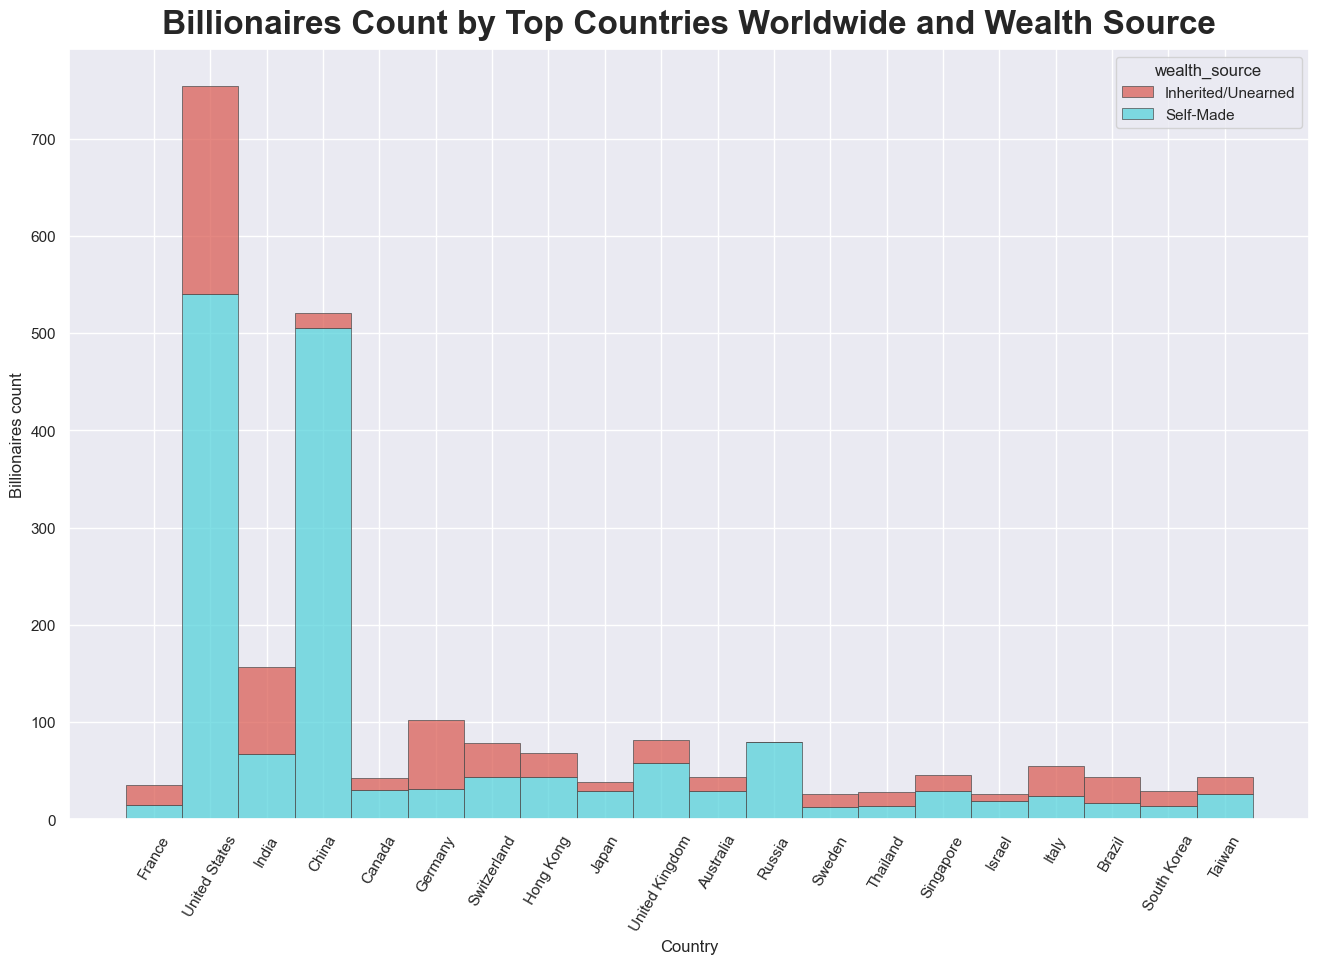 Billionaires Count by Top Countries Worldwide and Wealth Source
wealth_source
Inherited/Unearned
Self-Made
Billionaires count
700
600
500
400
300
200
100
0
France
United States
India
China
Canada
Germany
Switzerland
Hong Kong
Japan
United Kingdom
Australia
Russia
Sweden
Thailand
Singapore
Israel
Italy
Brazil
South Korea
Taiwan
Country